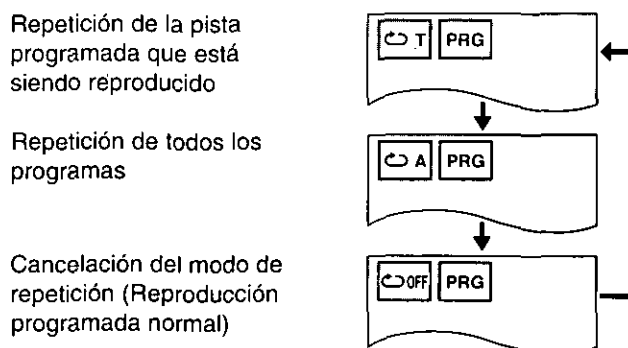 Repetición de la pista
programada que está
siendo reproducido
T PRG
Repetición de todos los
programas
A PRG
Cancelación del modo de
repetición (Reproducción
programada normal)
OFF PRG